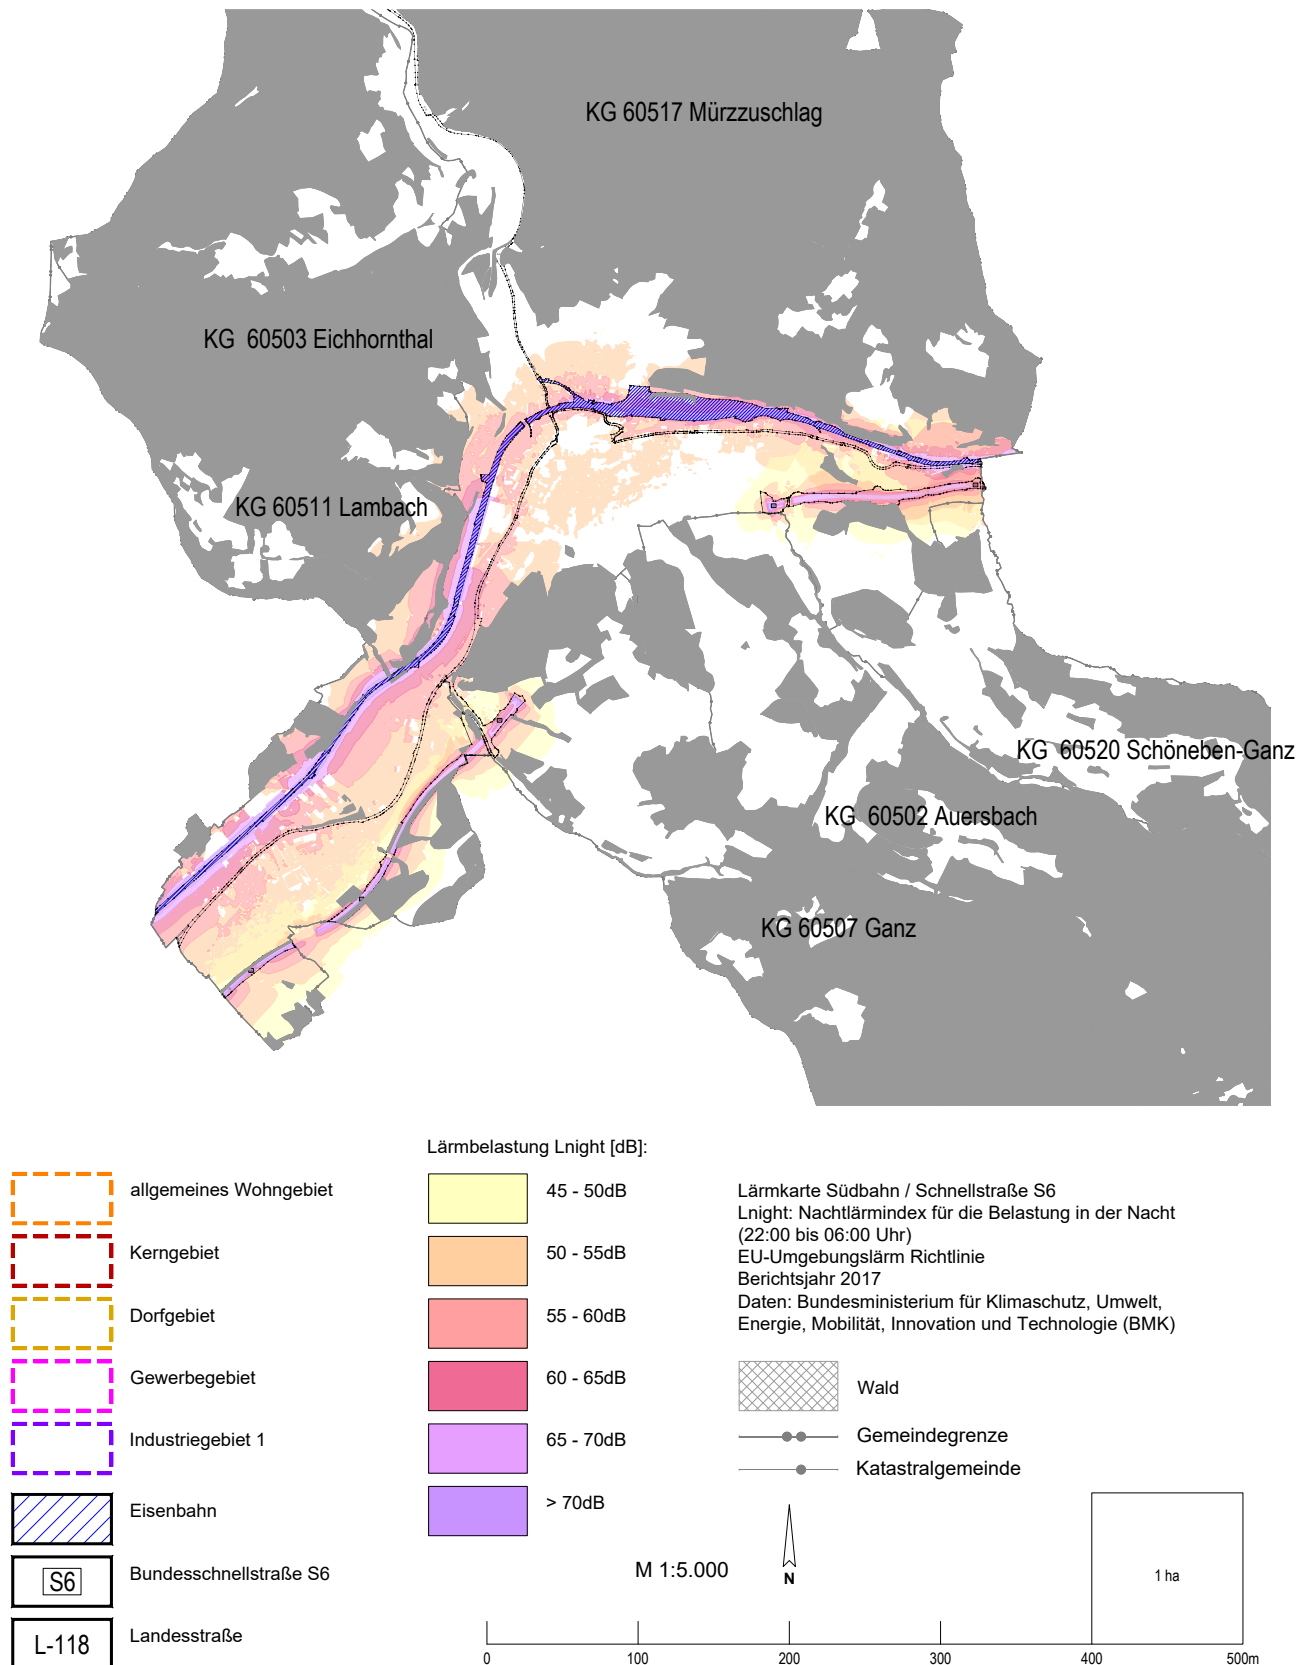 KG 60517 Mürzzuschlag
KG  60503 Eichhornthal
KG 60511 Lambach
KG  60520 Schöneben-Ganz
KG  60502 Auersbach
KG 60507 Ganz
allgemeines Wohngebiet
Kerngebiet
Dorfgebiet
Gewerbegebiet
Industriegebiet 1
Eisenbahn
S6
Bundesschnellstraße S6
L-118
Landesstraße
Lärmbelastung Lnight [dB]:
45 - 50dB
50 - 55dB
55 - 60dB
60 - 65dB
65 - 70dB
> 70dB
Lärmkarte Südbahn / Schnellstraße S6
Lnight: Nachtlärmindex für die Belastung in der Nacht
(22:00 bis 06:00 Uhr)
EU-Umgebungslärm Richtlinie
Berichtsjahr 2017
Daten: Bundesministerium für Klimaschutz, Umwelt,
Energie, Mobilität, Innovation und Technologie (BMK)
Wald
Gemeindegrenze
Katastralgemeinde
M 1:5.000
N
1 ha
0 100 200 300 400 500m